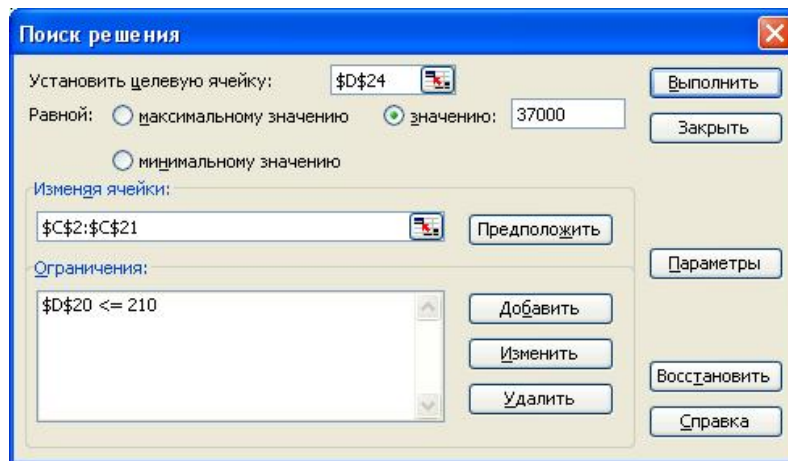 Поиск решения
Установить целевую ячейку: $D$24 Выполнить
Равной: максимальному значению значению: 37000 Закрыть
минимальному значению
Изменяя ячейки:
$C$2:$C$21 Предположить
Ограничения: Параметры
$D$20 <= 210 Добавить
Изменить
Восстановить
Удалить
Справка